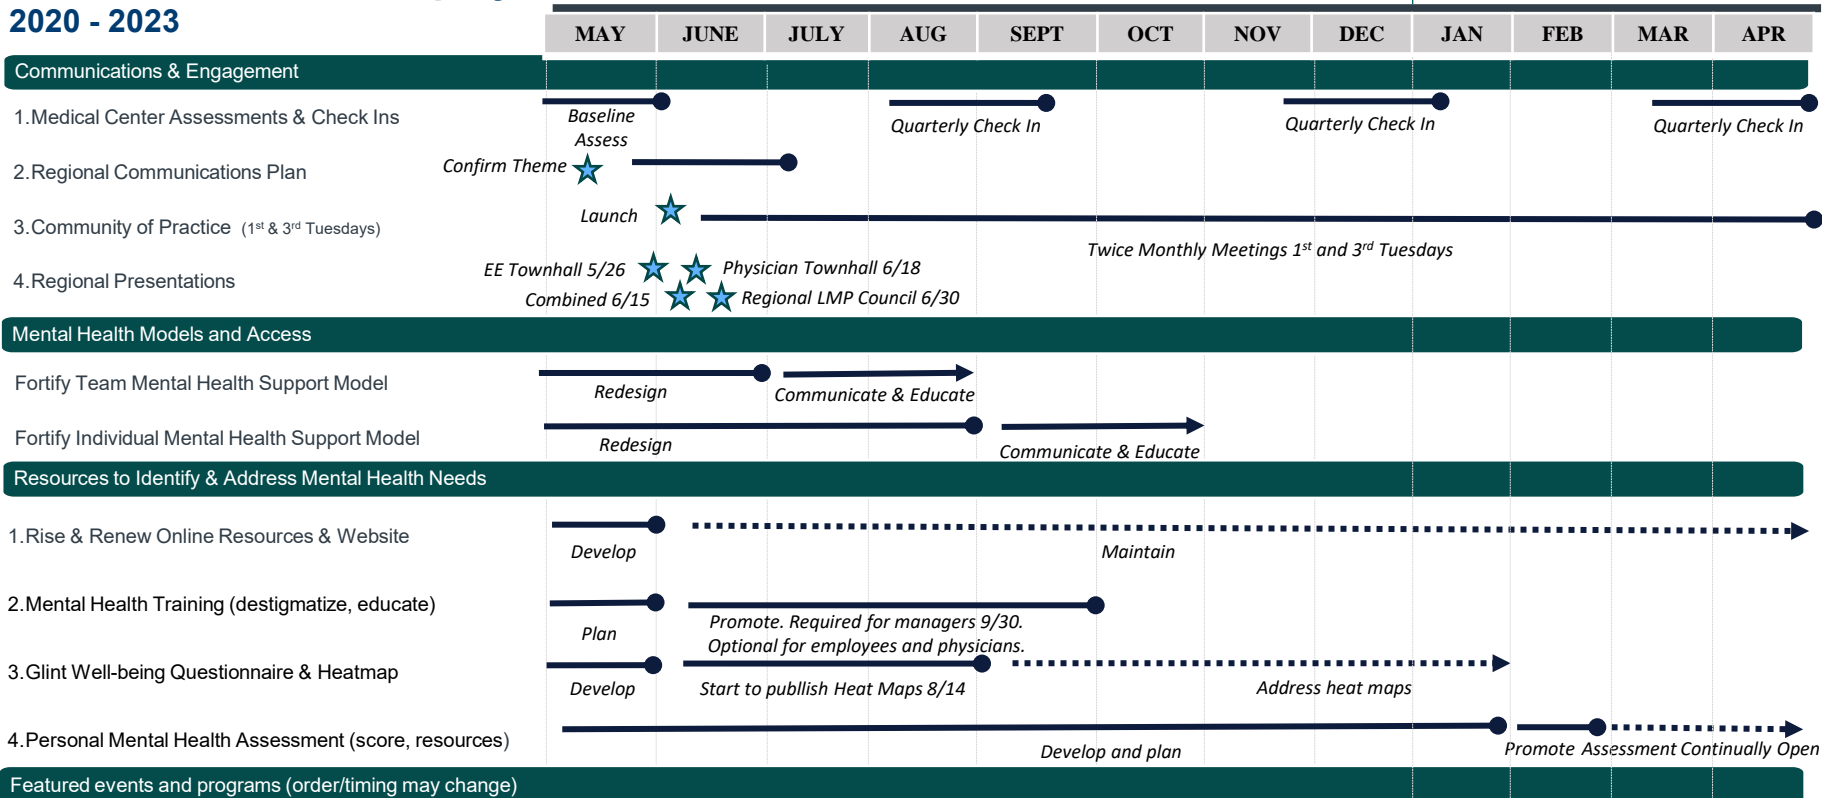 2020 - 2023
MAY JUNE JULY AUG SEPT OCT NOV DEC JAN FEB MAR APR
Communications & Engagement
1.Medical Center Assessments & Check Ins
Baseline
Assess
Quarterly Check In
Quarterly Check In
Quarterly Check In
2.Regional Communications Plan
Confirm Theme
3.Community of Practice (1st & 3rd Tuesdays)
Launch
Twice Monthly Meetings 1st and 3rd Tuesdays
4.Regional Presentations
EE Townhall 5/26
Physician Townhall 6/18
Combined 6/15
Regional LMP Council 6/30
Mental Health Models and Access
Fortify Team Mental Health Support Model
Redesign
Communicate & Educate
Fortify Individual Mental Health Support Model
Redesign
Communicate & Educate
Resources to Identify & Address Mental Health Needs
1.Rise & Renew Online Resources & Website
Develop
Maintain
2.Mental Health Training (destigmatize, educate)
Plan
Promote. Required for managers 9/30.
Optional for employees and physicians.
3.Glint Well-being Questionnaire & Heatmap
Develop
Start to publlish Heat Maps 8/14
Address heat maps
4.Personal Mental Health Assessment (score, resources)
Develop and plan
Promote Assessment Continually Open
Featured events and programs (order/timing may change)